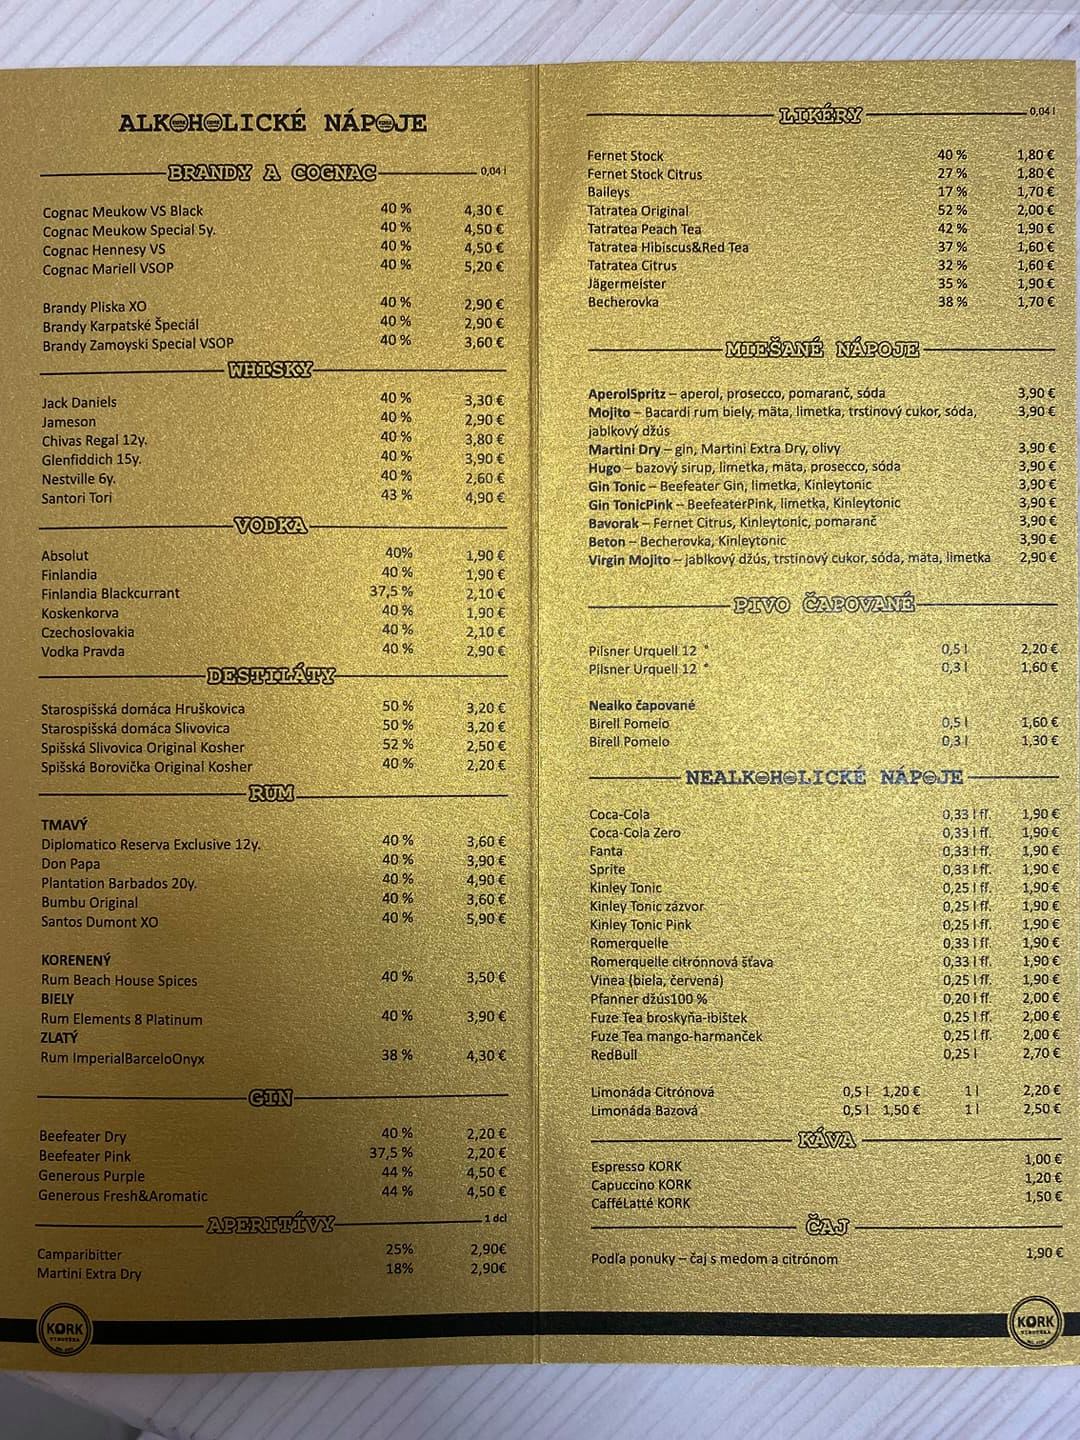 ALKOHOLICKÉ NÁPOJE
BRANDY A COGNAC 0,04 l
Cognac Meukow VS Black 40 % 4,30 €
Cognac Meukow Special 5y. 40 % 4,50 €
Cognac Hennesy VS 40 % 4,50 €
Cognac Mariell VSOP 40 % 5,20 €
Brandy Pliska XO 40 % 2,90 €
Brandy Karpatské Špeciál 40 % 2,90 €
Brandy Zamoyski Special VSOP 40 % 3,60 €
WHISKY
Jack Daniels 40 % 3,30 €
Jameson 40 % 2,90 €
Chivas Regal 12y. 40 % 3,80 €
Glenfiddich 15y. 40 % 3,90 €
Nestville 6y. 40 % 2,60 €
Santori Tori 43 % 4,90 €
VODKA
Absolut 40% 1,90 €
Finlandia 40 % 1,90 €
Finlandia Blackcurrant 37,5 % 2,10 €
Koskenkorva 40 % 1,90 €
Czechoslovakia 40 % 2,10 €
Vodka Pravda 40 % 2,90 €
DESTILÁTY
Starospišská domáca Hruškovica 50 % 3,20 €
Starospišská domáca Slivovica 50 % 3,20 €
Spišská Slivovica Original Kosher 52 % 2,50 €
Spišská Borovička Original Kosher 40 % 2,20 €
RUM
TMAVÝ
Diplomatico Reserva Exclusive 12y. 40 % 3,60 €
Don Papa 40 % 3,90 €
Plantation Barbados 20y. 40 % 4,90 €
Bumbu Original 40 % 3,60 €
Santos Dumont XO 40 % 5,90 €
KORENENÝ
Rum Beach House Spices 40 % 3,50 €
BIELY
Rum Elements 8 Platinum 40 % 3,90 €
ZLATÝ
Rum ImperialBarceloOnyx 38 % 4,30 €
GIN
Beefeater Dry 40 % 2,20 €
Beefeater Pink 37,5 % 2,20 €
Generous Purple 44 % 4,50 €
Generous Fresh&Aromatic 44 % 4,50 €
APERITÍVY 1 dcl
Camparibitter 25% 2,90€
Martini Extra Dry 18% 2,90€
KORK
VINOTÉKA
LIKÉRY 0,04 l
Fernet Stock 40 % 1,80 €
Fernet Stock Citrus 27 % 1,80 €
Baileys 17 % 1,70 €
Tatratea Original 52 % 2,00 €
Tatratea Peach Tea 42 % 1,90 €
Tatratea Hibiscus&Red Tea 37 % 1,60 €
Tatratea Citrus 32 % 1,60 €
Jägermeister 35 % 1,90 €
Becherovka 38 % 1,70 €
MIEŠANÉ NÁPOJE
AperolSpritz – aperol, prosecco, pomaranč, sóda 3,90 €
Mojito – Bacardi rum biely, mäta, limetka, trstinový cukor, sóda, 3,90 €
jablkový džús
Martini Dry – gin, Martini Extra Dry, olivy 3,90 €
Hugo – bazový sirup, limetka, mäta, prosecco, sóda 3,90 €
Gin Tonic – Beefeater Gin, limetka, Kinleytonic 3,90 €
Gin TonicPink – BeefeaterPink, limetka, Kinleytonic 3,90 €
Bavorak – Fernet Citrus, Kinleytonic, pomaranč 3,90 €
Beton – Becherovka, Kinleytonic 3,90 €
Virgin Mojito – jablkový džús, trstinový cukor, sóda, mäta, limetka 2,90 €
PIVO ČAPOVANÉ
Pilsner Urquell 12 ° 0,5 l 2,20 €
Pilsner Urquell 12 ° 0,3 l 1,60 €
Nealko čapované
Birell Pomelo 0,5 l 1,60 €
Birell Pomelo 0,3 l 1,30 €
NEALKOHOLICKÉ NÁPOJE
Coca-Cola 0,33 l fľ. 1,90 €
Coca-Cola Zero 0,33 l fľ. 1,90 €
Fanta 0,33 l fľ. 1,90 €
Sprite 0,33 l fľ. 1,90 €
Kinley Tonic 0,25 l fľ. 1,90 €
Kinley Tonic zázvor 0,25 l fľ. 1,90 €
Kinley Tonic Pink 0,25 l fľ. 1,90 €
Romerquelle 0,33 l fľ. 1,90 €
Romerquelle citrónnová šťava 0,33 l fľ. 1,90 €
Vinea (biela, červená) 0,25 l fľ. 1,90 €
Pfanner džús100 % 0,20 l fľ. 2,00 €
Fuze Tea broskyňa-ibištek 0,25 l fľ. 2,00 €
Fuze Tea mango-harmanček 0,25 l fľ. 2,00 €
RedBull 0,25 l 2,70 €
Limonáda Citrónová 0,5 l 1,20 € 1 l 2,20 €
Limonáda Bazová 0,5 l 1,50 € 1 l 2,50 €
KÁVA
Espresso KORK 1,00 €
Capuccino KORK 1,20 €
CafféLatté KORK 1,50 €
ČAJ
Podľa ponuky – čaj s medom a citrónom 1,90 €
KORK
VINOTÉKA